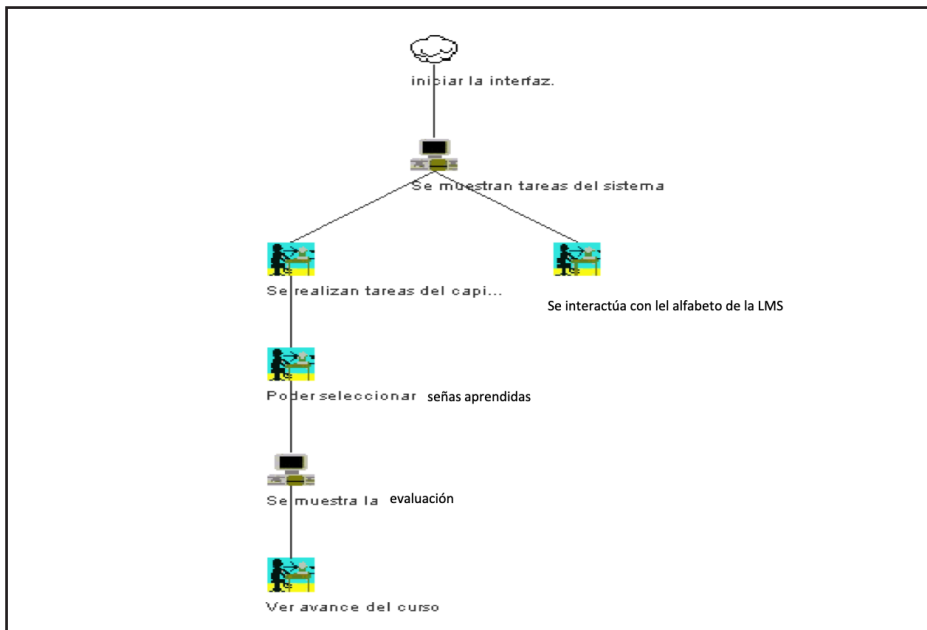 iniciar la interfaz.
Se muestran tareas del sistema
Se realizan tareas del capi...
Se interactúa con lel alfabeto de la LMS
Poder seleccionar señas aprendidas
Se muestra la evaluación
Ver avance del curso